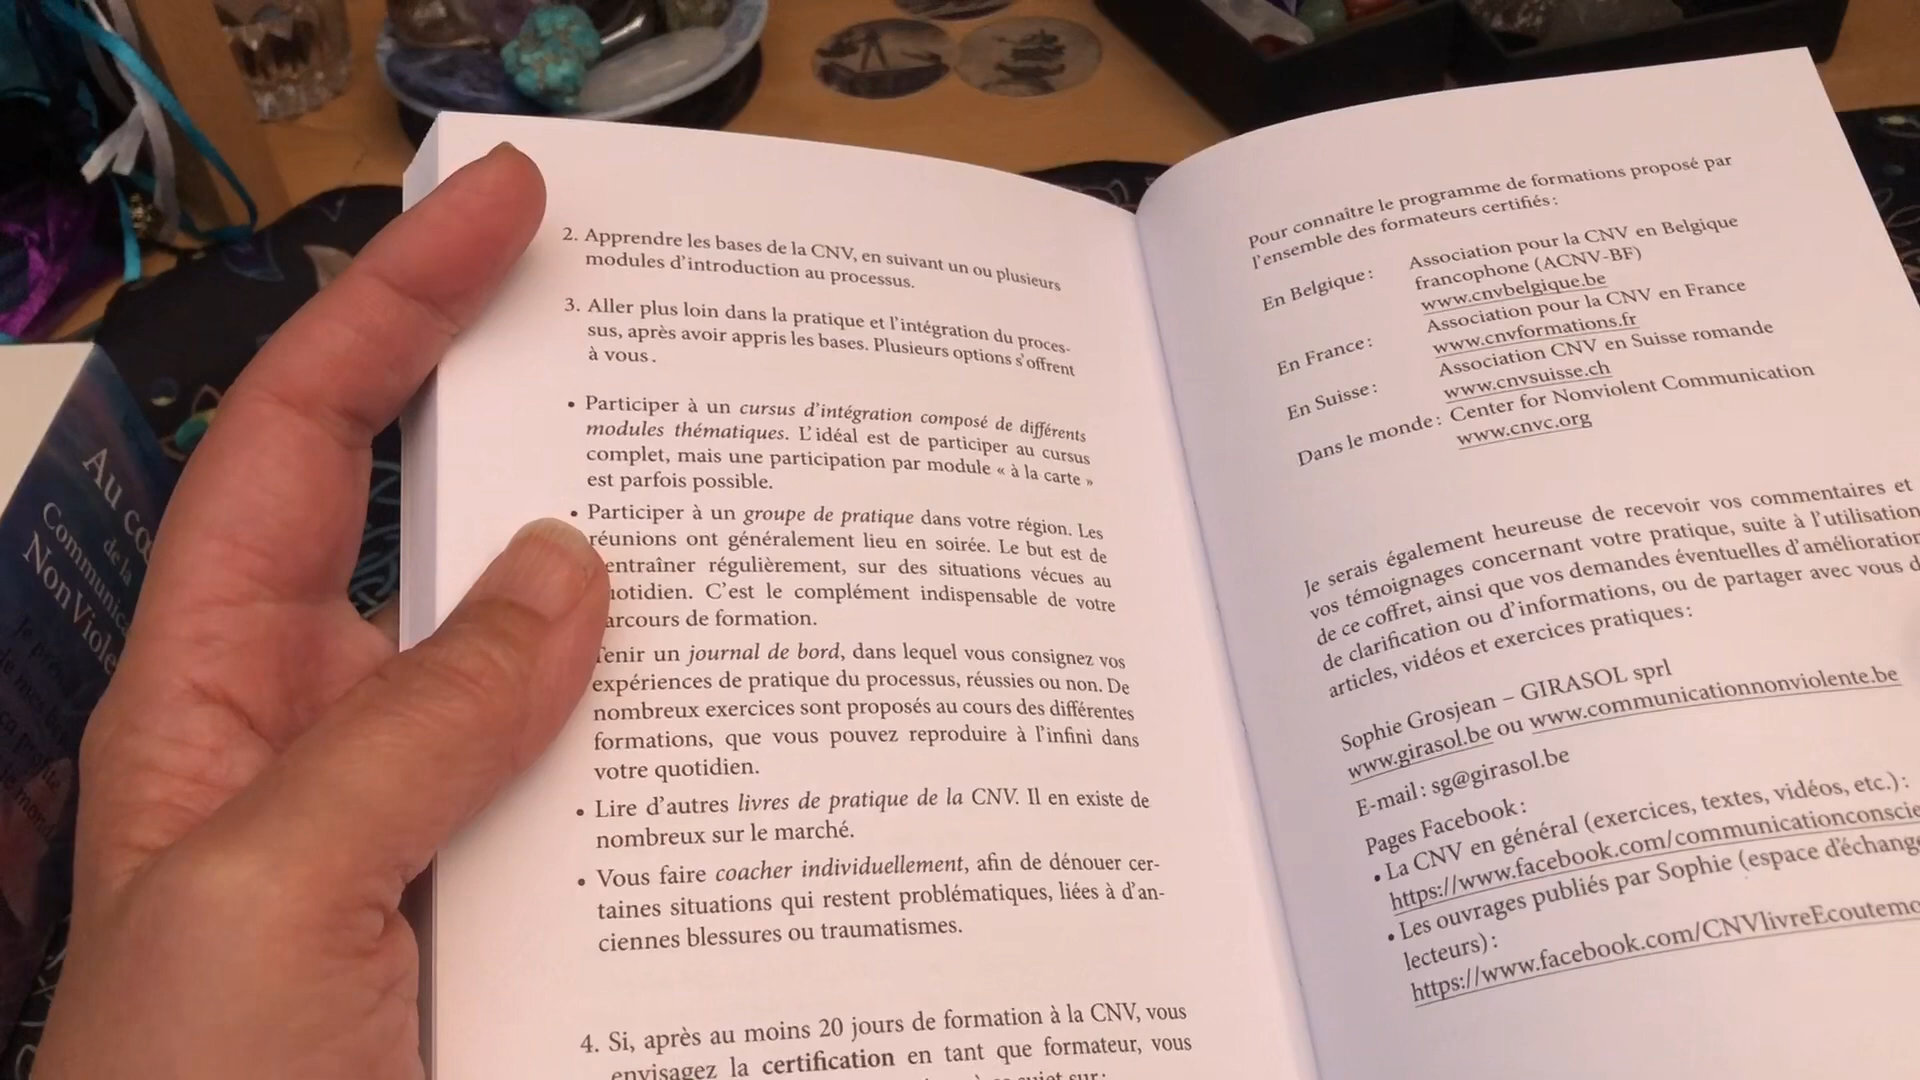 Au
de la
2. Apprendre les bases de la CNV, en suivant un ou plusieurs
modules d'introduction au processus.
3. Aller plus loin dans la pratique et l'intégration du proces-
sus, après avoir appris les bases. Plusieurs options s'offrent
à vous.
• Participer à un cursus d'intégration composé de différents
modules thématiques. L'idéal est de participer au cursus
complet, mais une participation par module « à la carte »
est parfois possible.
• Participer à un groupe de pratique dans votre région. Les
réunions ont généralement lieu en soirée. Le but est de
entraîner régulièrement, sur des situations vécues au
otidien. C'est le complément indispensable de votre
arcours de formation.
Tenir un journal de bord, dans lequel vous consignez vos
expériences de pratique du processus, réussies ou non. De
nombreux exercices sont proposés au cours des différentes
formations, que vous pouvez reproduire à l'infini dans
votre quotidien.
• Lire d'autres livres de pratique de la CNV. Il en existe de
nombreux sur le marché.
• Vous faire coacher individuellement, afin de dénouer cer-
taines situations qui restent problématiques, liées à d'an-
ciennes blessures ou traumatismes.
4. Si, après au moins 20 jours de formation à la CNV, vous
envisagez la certification en tant que formateur, vous
sujet sur:
Pour connaître le programme de formations proposé par
l'ensemble des formateurs certifiés:
En Belgique: Association pour la CNV en Belgique
francophone (ACNV-BF)
www.cnvbelgique.be
En France: Association pour la CNV en France
www.cnvformations.fr
En Suisse: Association CNV en Suisse romande
www.cnvsuisse.ch
Dans le monde: Center for Nonviolent Communication
www.cnvc.org
Je serais également heureuse de recevoir vos commentaires et
vos témoignages concernant votre pratique, suite à l'utilisation
de ce coffret, ainsi que vos demandes éventuelles d'amélioration
de clarification ou d'informations, ou de partager avec vous d
articles, vidéos et exercices pratiques:
Sophie Grosjean – GIRASOL sprl
www.girasol.be ou www.communicationnonviolente.be
E-mail: sg@girasol.be
Pages Facebook:
• La CNV en général (exercices, textes, vidéos, etc.):
https://www.facebook.com/communicationconscie
• Les ouvrages publiés par Sophie (espace d'échange
lecteurs):
https://www.facebook.com/CNVlivreEcoutemo